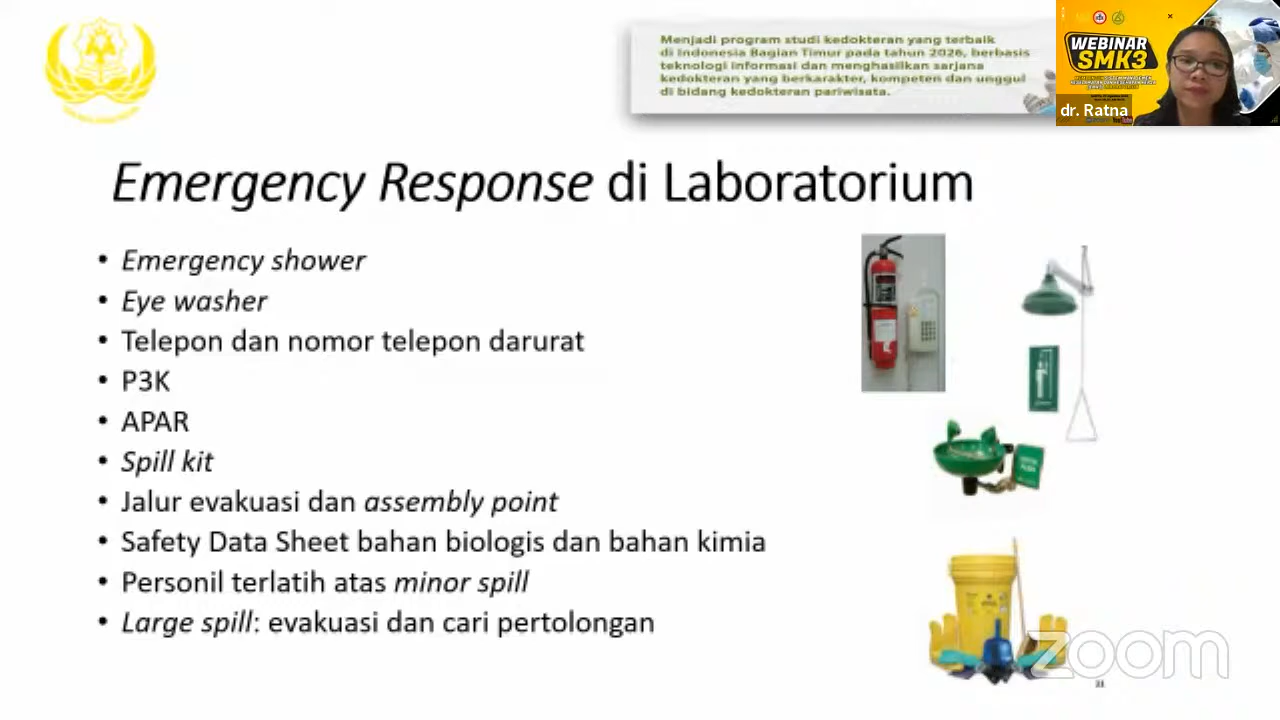 Menjadi program studi kedokteran yang terbaik
di Indonesia Bagian Timur pada tahun 2026, berbasis
teknologi informasi dan menghasilkan sarjana
kedokteran yang berkarakter, kompeten dan unggul
di bidang kedokteran pariwisata.
WEBINAR
SMK3
dr. Ratna
Emergency Response di Laboratorium
• Emergency shower
• Eye washer
• Telepon dan nomor telepon darurat
• P3K
• APAR
• Spill kit
• Jalur evakuasi dan assembly point
• Safety Data Sheet bahan biologis dan bahan kimia
• Personil terlatih atas minor spill
• Large spill: evakuasi dan cari pertolongan
zoom